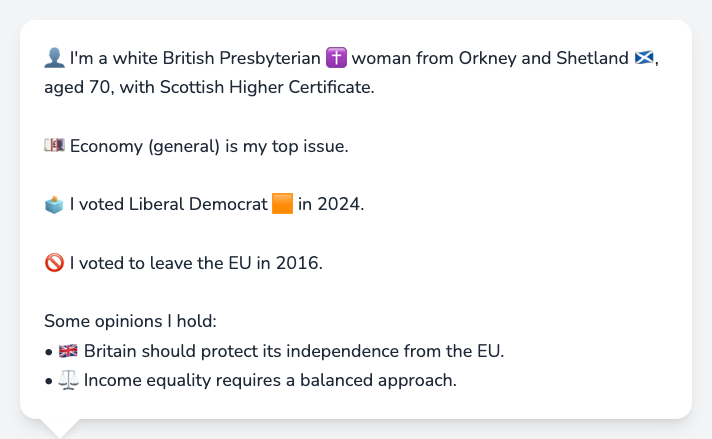 👤 I'm a white British Presbyterian ✝️ woman from Orkney and Shetland 🏴󠁧󠁢󠁳󠁣󠁴󠁿,
aged 70, with Scottish Higher Certificate.
💷 Economy (general) is my top issue.
🗳️ I voted Liberal Democrat 🟧 in 2024.
🚫 I voted to leave the EU in 2016.
Some opinions I hold:
• 🇬🇧 Britain should protect its independence from the EU.
• ⚖️ Income equality requires a balanced approach.